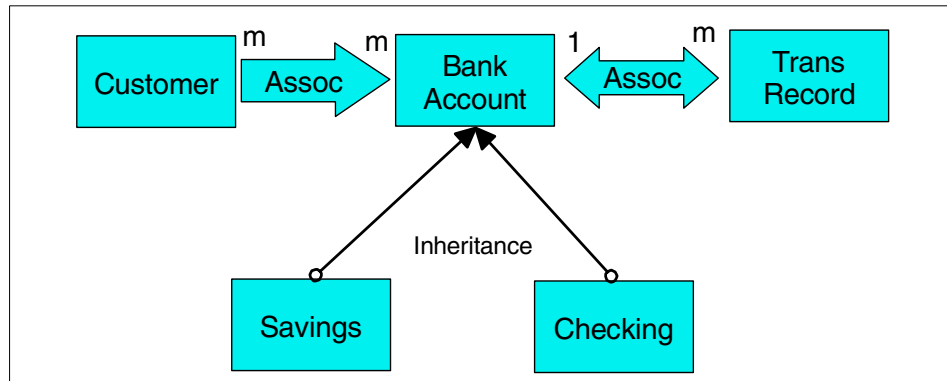 m
m
1
m
Customer
Assoc
Bank
Account
Assoc
Trans
Record
Inheritance
Savings
Checking